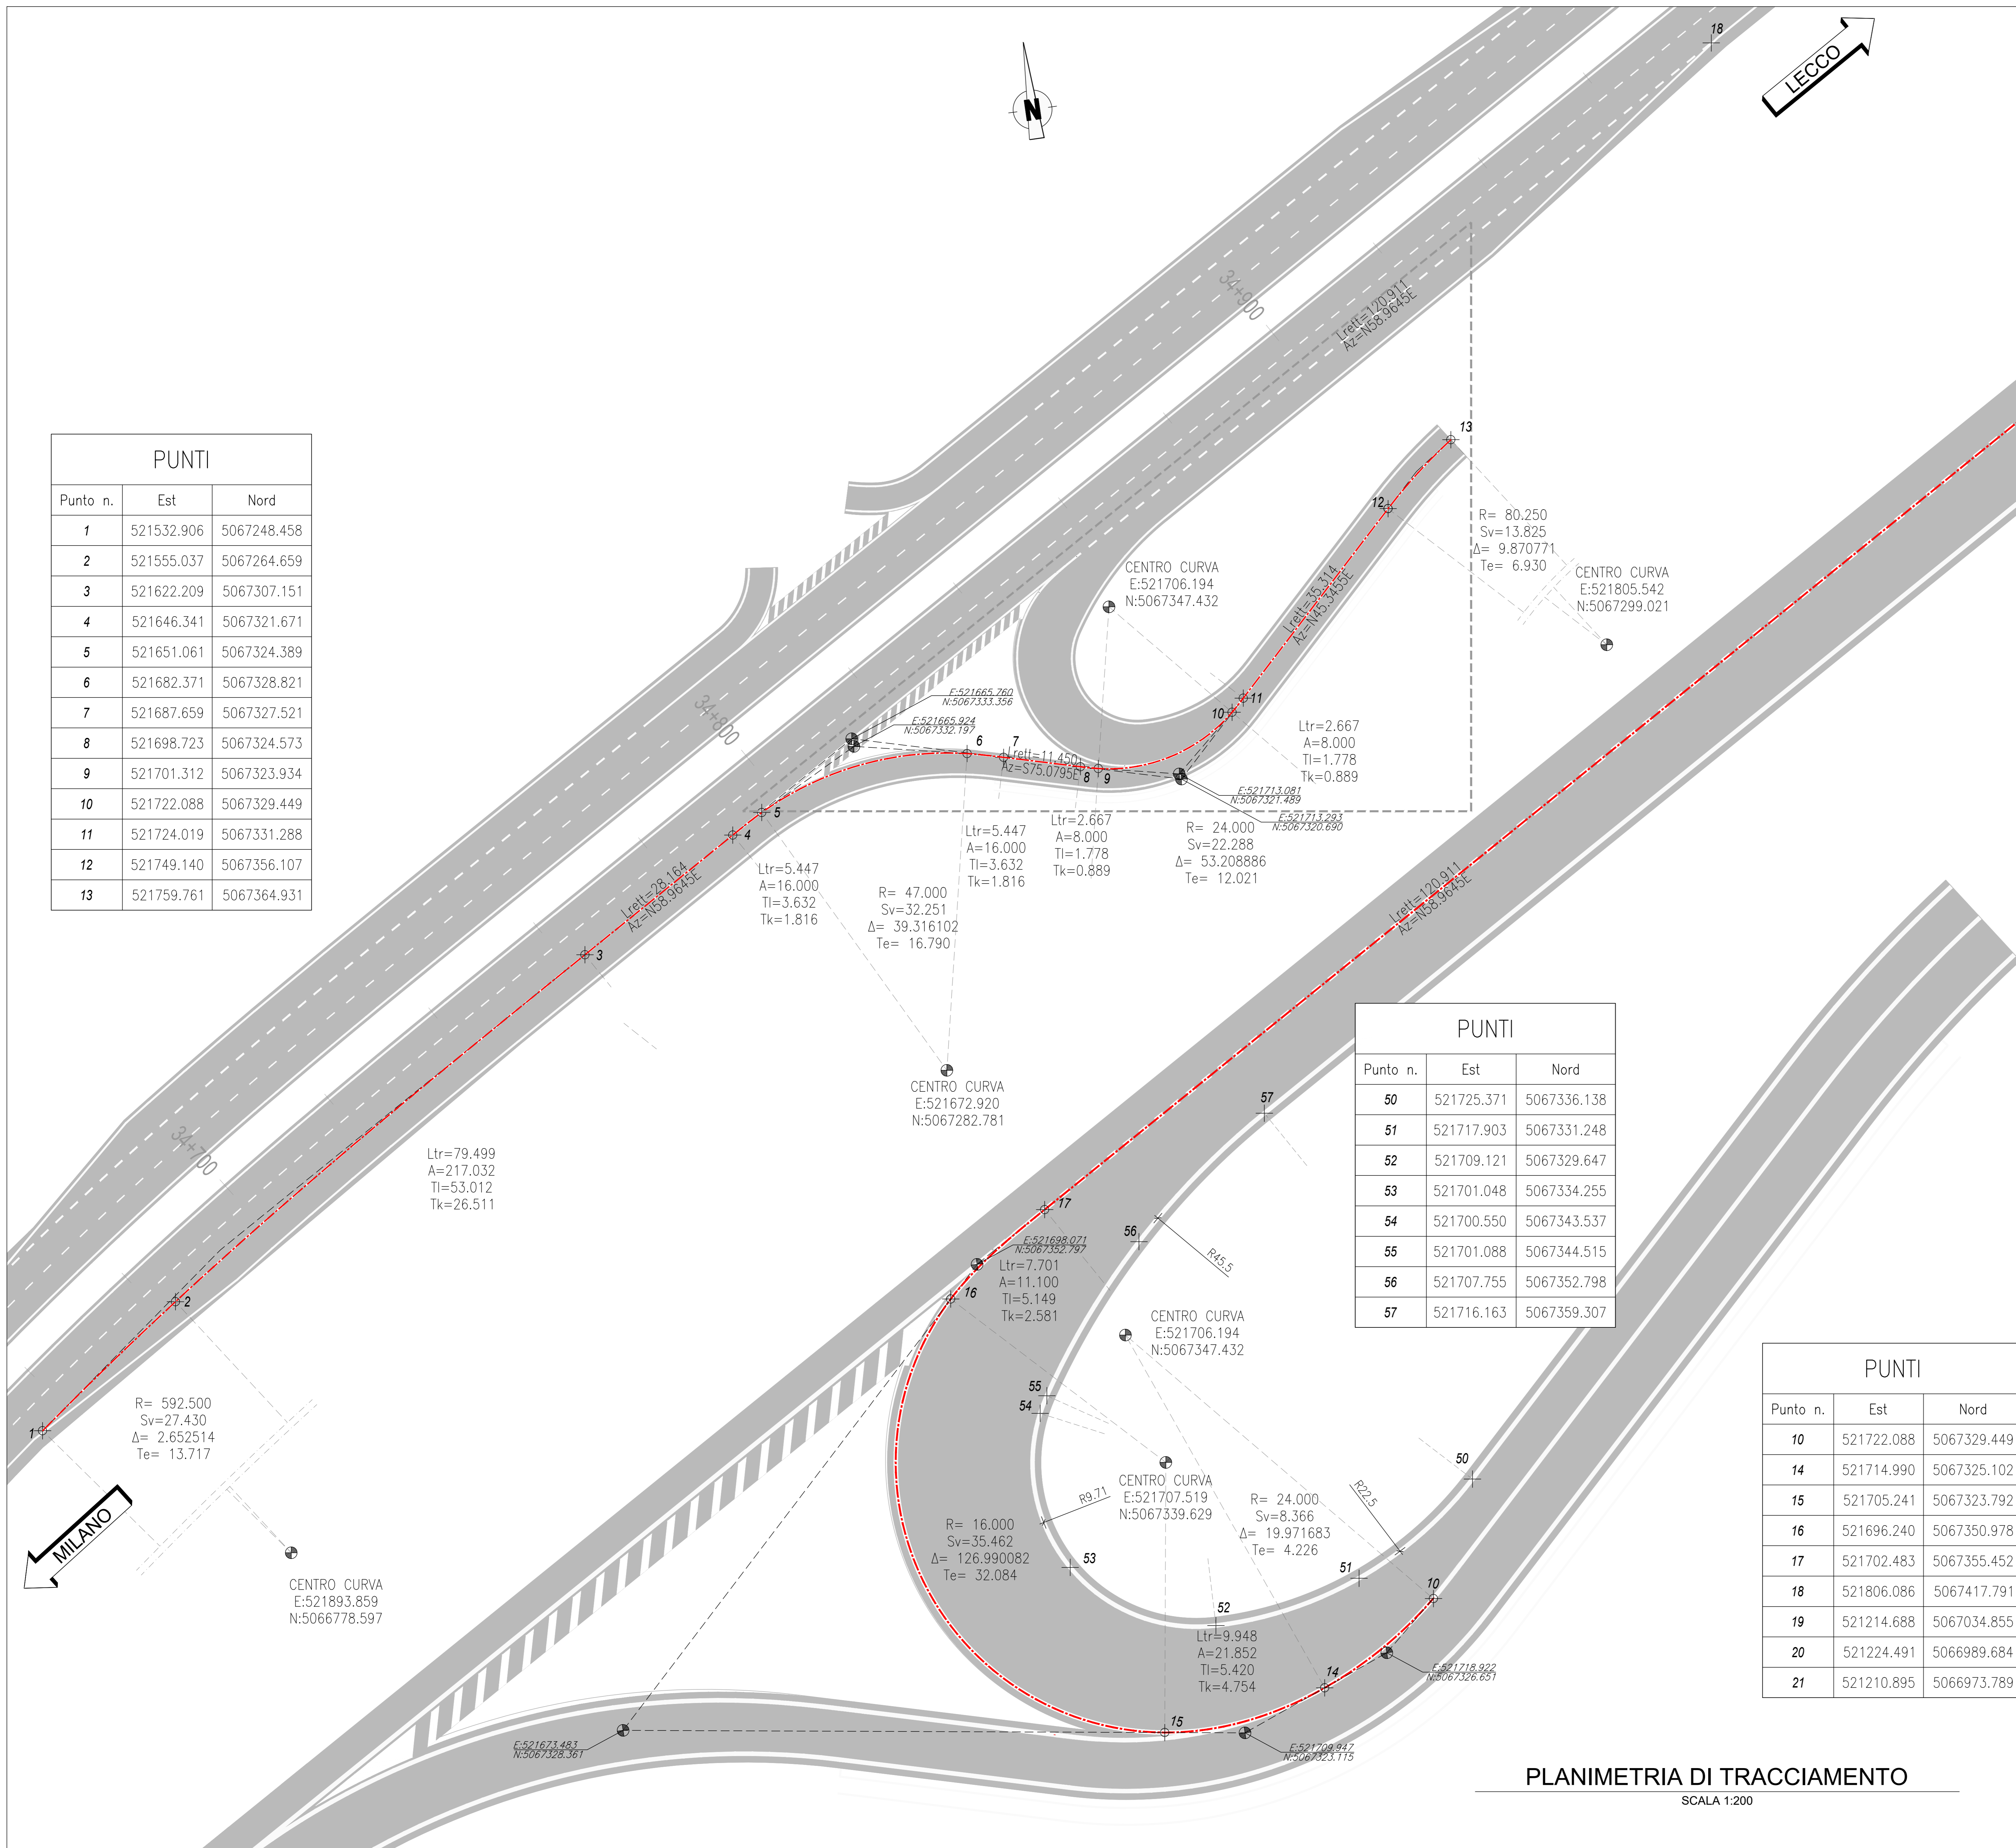 18
LECCO
N
34+900
Lrett=120.911
Az=N58.9645E
13
12
R= 80.250
Sv=13.825
Δ= 9.870771
Te= 6.930
CENTRO CURVA
E:521805.542
N:5067299.021
CENTRO CURVA
E:521706.194
N:5067347.432
Lrett=35.314
Az=N45.3455E
PUNTI
Punto n. Est Nord
1 521532.906 5067248.458
2 521555.037 5067264.659
3 521622.209 5067307.151
4 521646.341 5067321.671
5 521651.061 5067324.389
6 521682.371 5067328.821
7 521687.659 5067327.521
8 521698.723 5067324.573
9 521701.312 5067323.934
10 521722.088 5067329.449
11 521724.019 5067331.288
12 521749.140 5067356.107
13 521759.761 5067364.931
34+800
E:521665.760
N:5067333.356
E:521665.924
N:5067332.197
10
11
6
7
Lrett=11.450
Az=S75.0795E
8
9
Ltr=2.667
A=8.000
Tl=1.778
Tk=0.889
E:521713.081
N:5067321.489
E:521713.293
N:5067320.690
5
4
Ltr=5.447
A=16.000
Tl=3.632
Tk=1.816
R= 47.000
Sv=32.251
Δ= 39.316102
Te= 16.790
Ltr=5.447
A=16.000
Tl=3.632
Tk=1.816
Ltr=2.667
A=8.000
Tl=1.778
Tk=0.889
R= 24.000
Sv=22.288
Δ= 53.208886
Te= 12.021
Lrett=28.164
Az=N58.9645E
3
Lrett=120.911
Az=N58.9645E
CENTRO CURVA
E:521672.920
N:5067282.781
34+700
Ltr=79.499
A=217.032
Tl=53.012
Tk=26.511
2
1
R= 592.500
Sv=27.430
Δ= 2.652514
Te= 13.717
MILANO
CENTRO CURVA
E:521893.859
N:5066778.597
PUNTI
Punto n. Est Nord
50 521725.371 5067336.138
51 521717.903 5067331.248
52 521709.121 5067329.647
53 521701.048 5067334.255
54 521700.550 5067343.537
55 521701.088 5067344.515
56 521707.755 5067352.798
57 521716.163 5067359.307
57
17
56
R45.5
E:521698.071
N:5067352.797
16
Ltr=7.701
A=11.100
Tl=5.149
Tk=2.581
CENTRO CURVA
E:521706.194
N:5067347.432
55
54
50
CENTRO CURVA
E:521707.519
N:5067339.629
R9.71
R22.5
R= 24.000
Sv=8.366
Δ= 19.971683
Te= 4.226
R= 16.000
Sv=35.462
Δ= 126.990082
Te= 32.084
53
51
10
52
Ltr=9.948
A=21.852
Tl=5.420
Tk=4.754
14
E:521718.922
N:5067326.651
15
E:521673.483
N:5067328.361
E:521709.947
N:5067323.115
PUNTI
Punto n. Est Nord
10 521722.088 5067329.449
14 521714.990 5067325.102
15 521705.241 5067323.792
16 521696.240 5067350.978
17 521702.483 5067355.452
18 521806.086 5067417.791
19 521214.688 5067034.855
20 521224.491 5066989.684
21 521210.895 5066973.789
PLANIMETRIA DI TRACCIAMENTO
SCALA 1:200